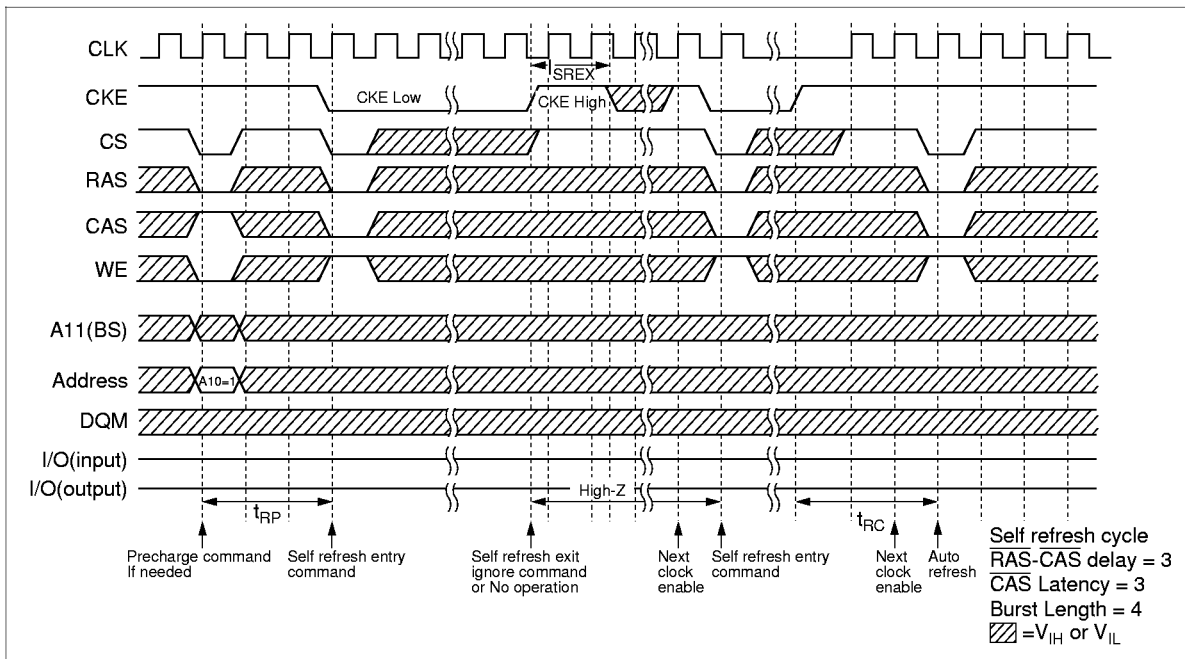 CLK
SREX
CKE
CKE Low
CKE High
CS
RAS
CAS
WE
A11(BS)
Address
A10=1
DQM
I/O(input)
I/O(output)
High-Z
tRP
tRC
Precharge command
If needed
Self refresh entry
command
Self refresh exit
ignore command
or No operation
Next
clock
enable
Self refresh entry
command
Next
clock
enable
Auto
refresh
Self refresh cycle
RAS-CAS delay = 3
CAS Latency = 3
Burst Length = 4
=VIH or VIL